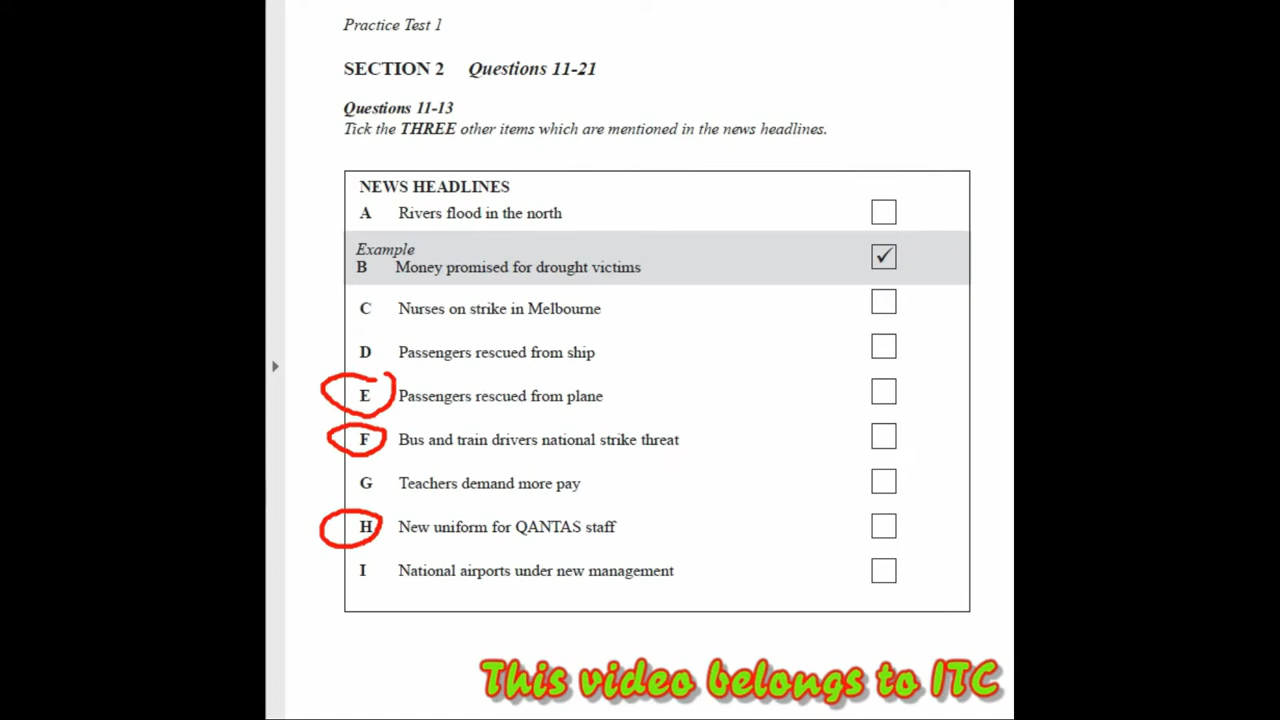 Practice Test 1
SECTION 2 Questions 11-21
Questions 11-13
Tick the THREE other items which are mentioned in the news headlines.
NEWS HEADLINES
A Rivers flood in the north
Example
B Money promised for drought victims
C Nurses on strike in Melbourne
D Passengers rescued from ship
E Passengers rescued from plane
F Bus and train drivers national strike threat
G Teachers demand more pay
H New uniform for QANTAS staff
I National airports under new management
This video belongs to ITC